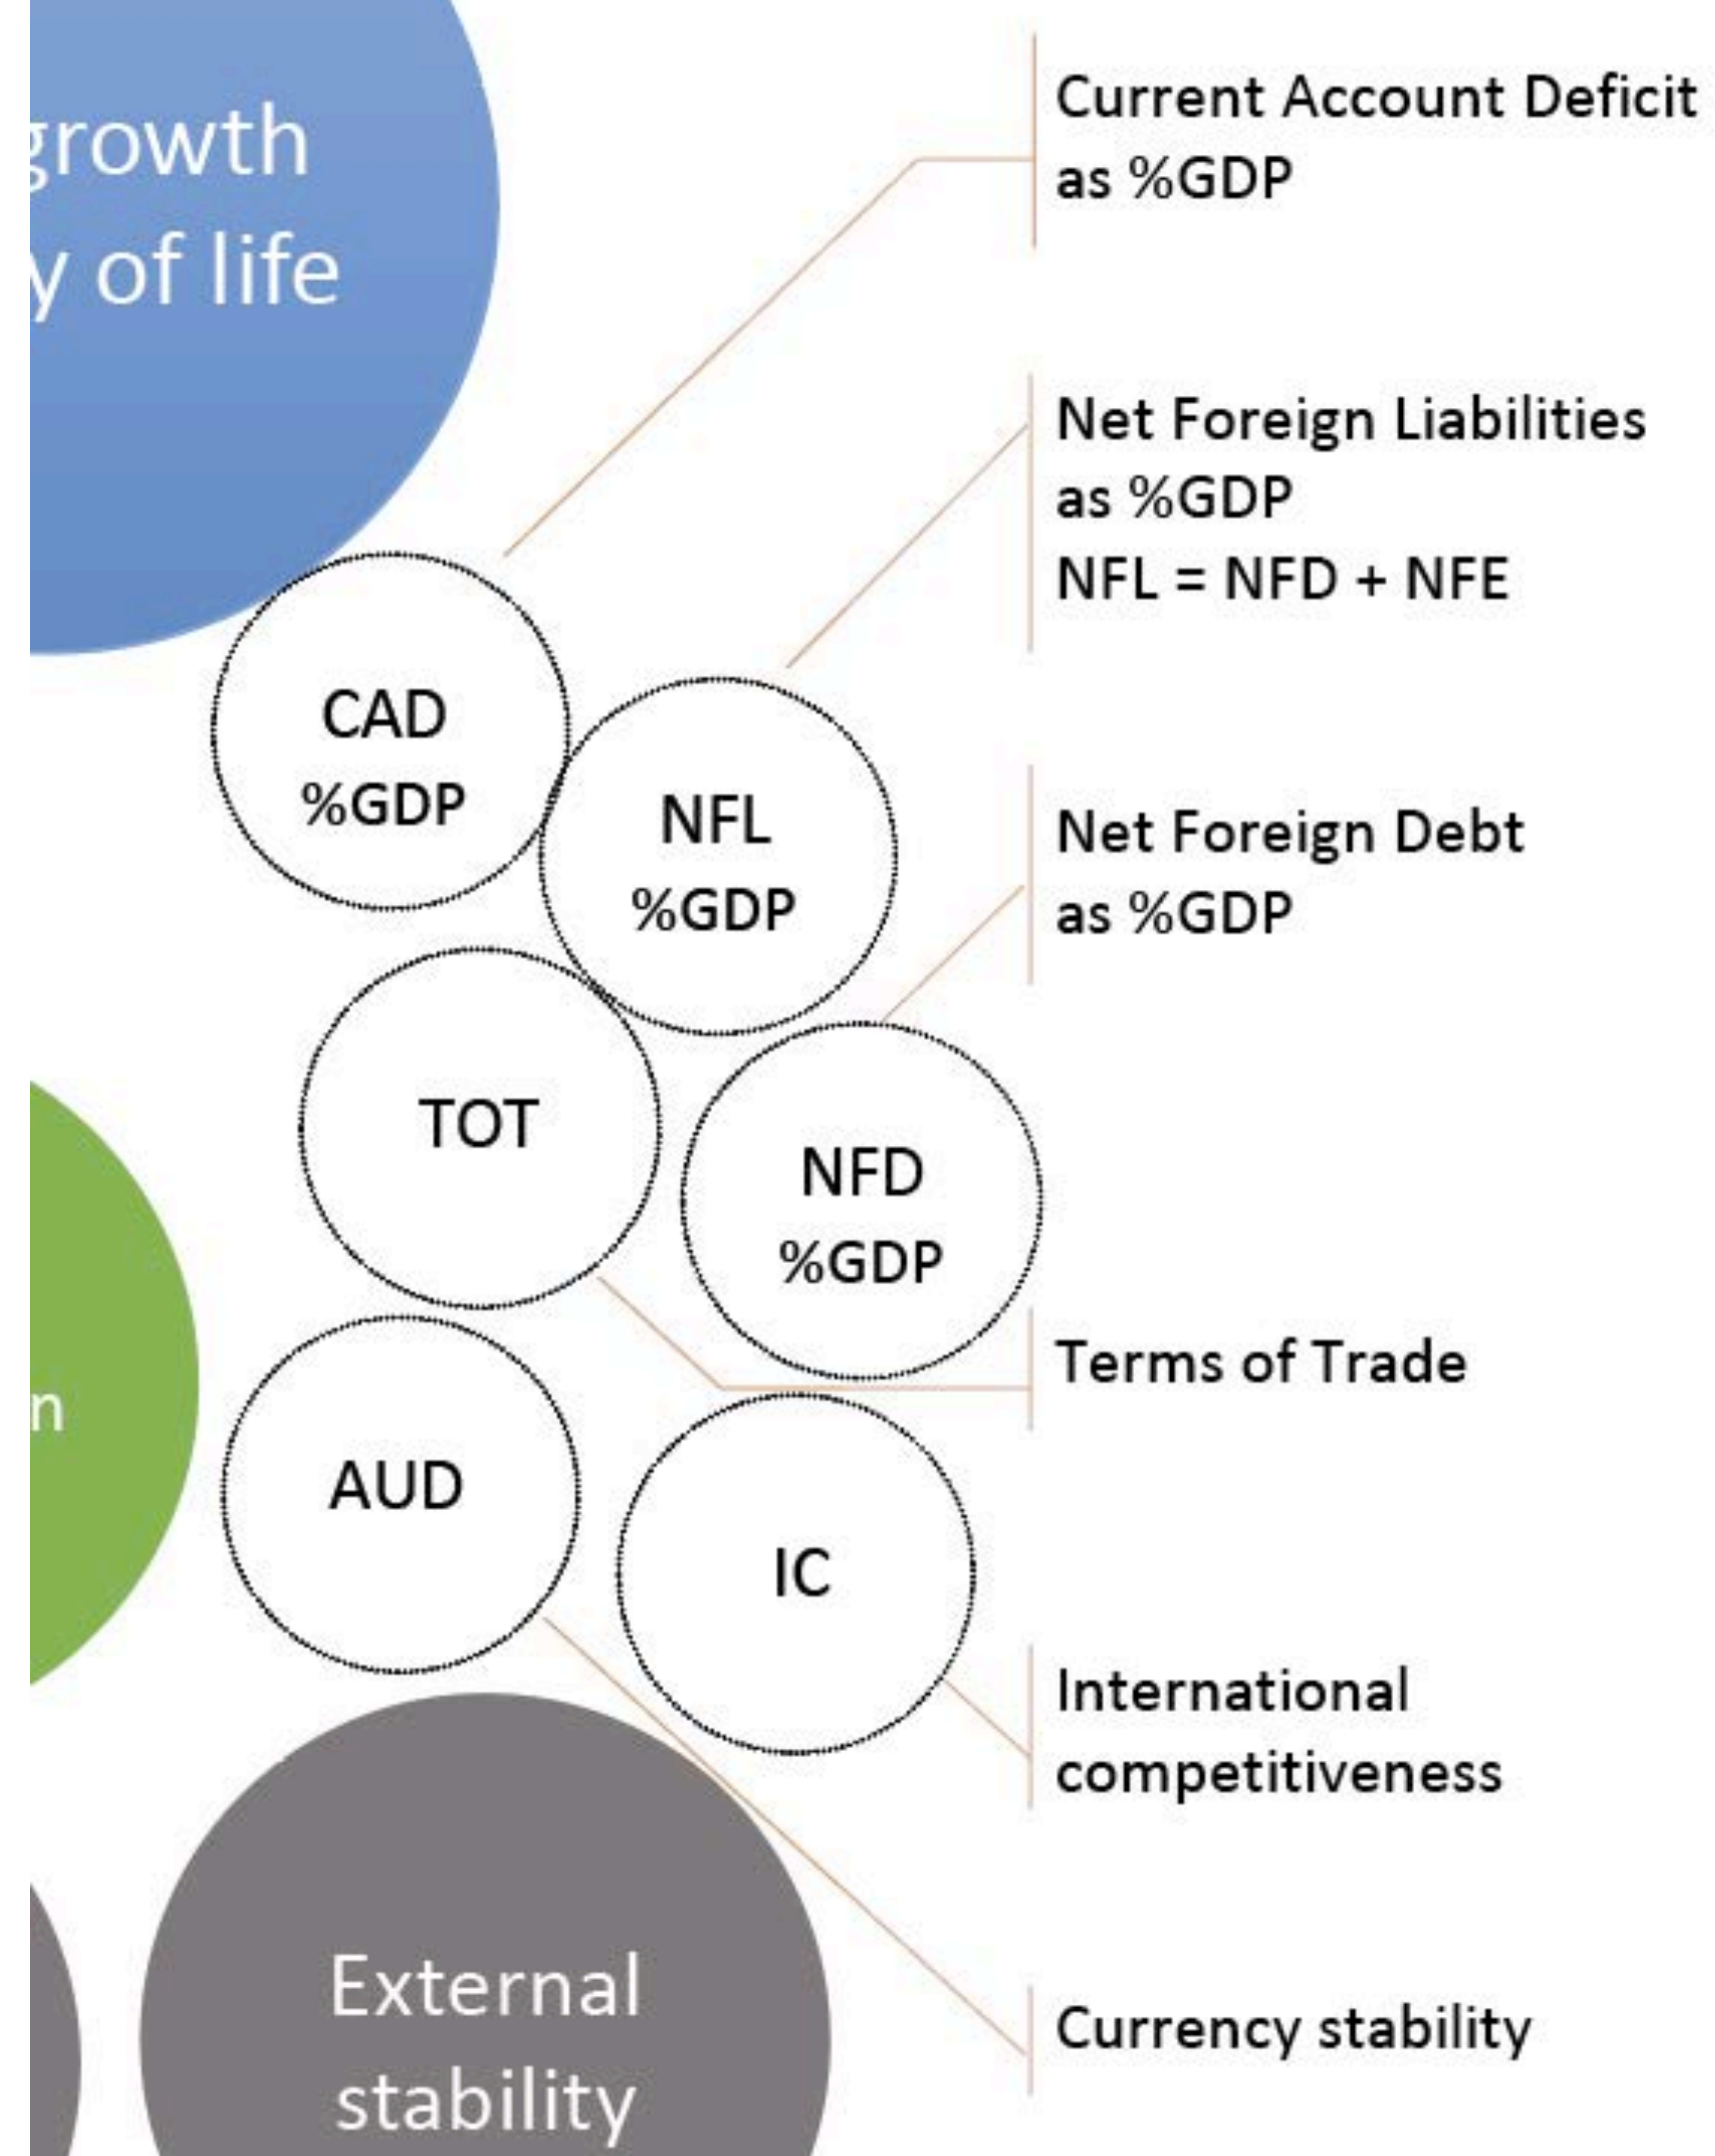 growth
y of life
Current Account Deficit
as %GDP
Net Foreign Liabilities
as %GDP
NFL = NFD + NFE
CAD
%GDP
NFL
%GDP
Net Foreign Debt
as %GDP
TOT
NFD
%GDP
Terms of Trade
n
AUD
IC
International
competitiveness
External
stability
Currency stability